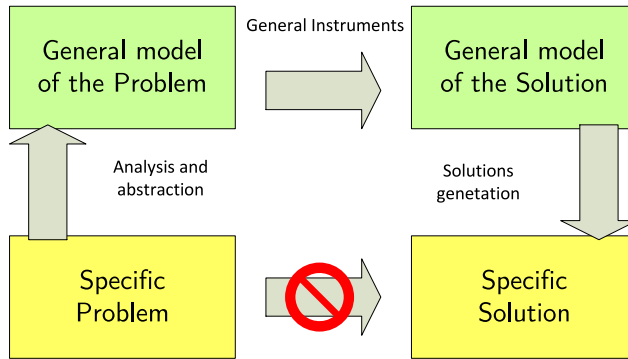 General model
of the Problem
General Instruments
General model
of the Solution
Analysis and
abstraction
Solutions
genetation
Specific
Problem
Specific
Solution